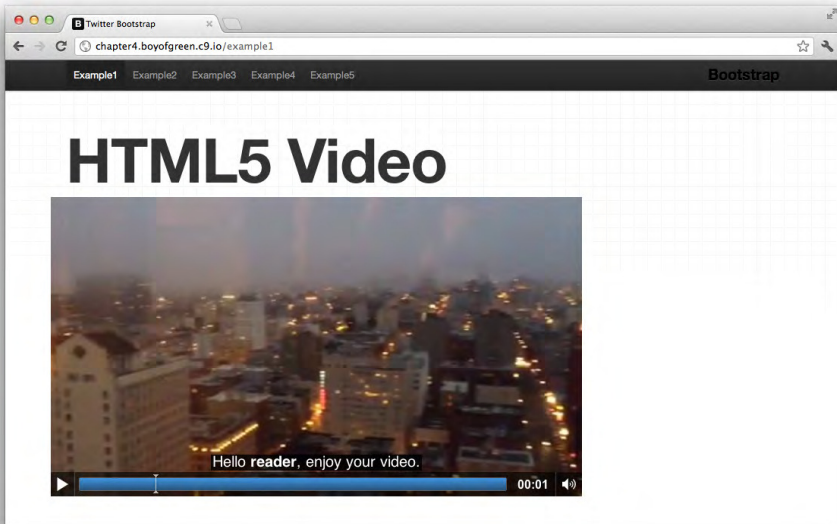 B Twitter Bootstrap
chapter4.boyofgreen.c9.io/example1
Example1 Example2 Example3 Example4 Example5 Bootstrap
HTML5 Video
Hello reader, enjoy your video.
00:01